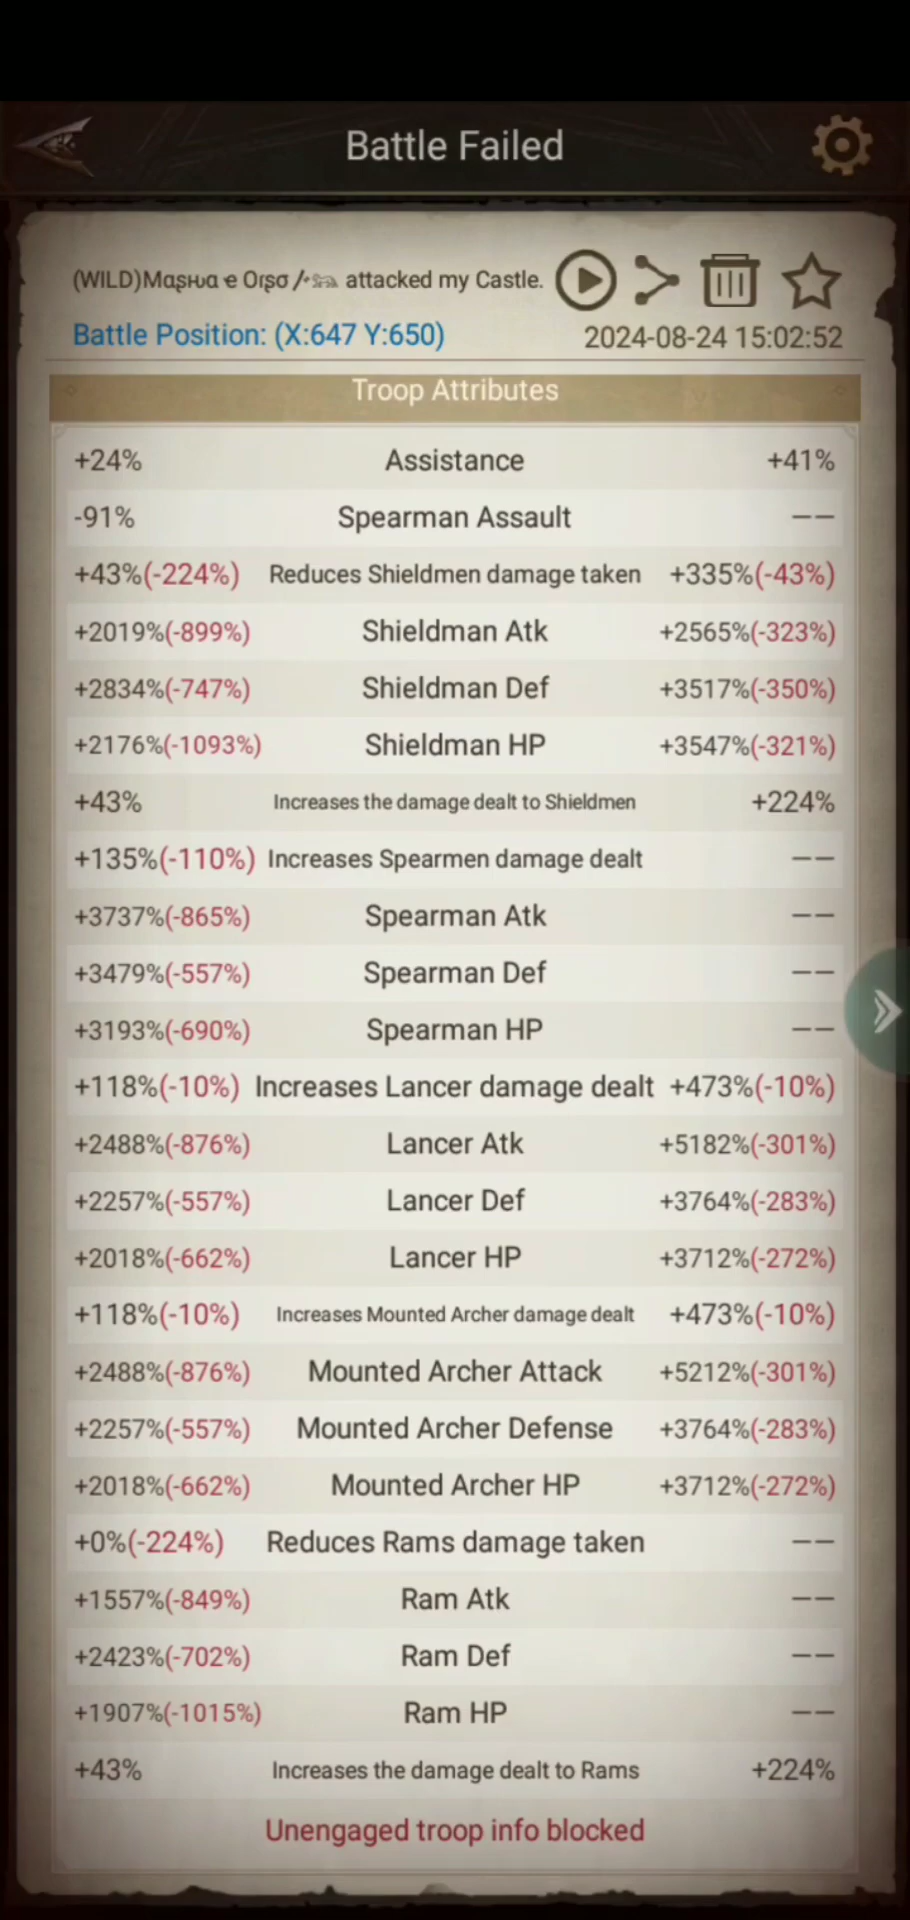 Battle Failed
(WILD)Mαʂнα e Oɾʂσ attacked my Castle.
Battle Position: (X:647 Y:650) 2024-08-24 15:02:52
Troop Attributes
+24% Assistance +41%
-91% Spearman Assault --
+43%(-224%) Reduces Shieldmen damage taken +335%(-43%)
+2019%(-899%) Shieldman Atk +2565%(-323%)
+2834%(-747%) Shieldman Def +3517%(-350%)
+2176%(-1093%) Shieldman HP +3547%(-321%)
+43% Increases the damage dealt to Shieldmen +224%
+135%(-110%) Increases Spearmen damage dealt --
+3737%(-865%) Spearman Atk --
+3479%(-557%) Spearman Def --
+3193%(-690%) Spearman HP --
+118%(-10%) Increases Lancer damage dealt +473%(-10%)
+2488%(-876%) Lancer Atk +5182%(-301%)
+2257%(-557%) Lancer Def +3764%(-283%)
+2018%(-662%) Lancer HP +3712%(-272%)
+118%(-10%) Increases Mounted Archer damage dealt +473%(-10%)
+2488%(-876%) Mounted Archer Attack +5212%(-301%)
+2257%(-557%) Mounted Archer Defense +3764%(-283%)
+2018%(-662%) Mounted Archer HP +3712%(-272%)
+0%(-224%) Reduces Rams damage taken --
+1557%(-849%) Ram Atk --
+2423%(-702%) Ram Def --
+1907%(-1015%) Ram HP --
+43% Increases the damage dealt to Rams +224%
Unengaged troop info blocked